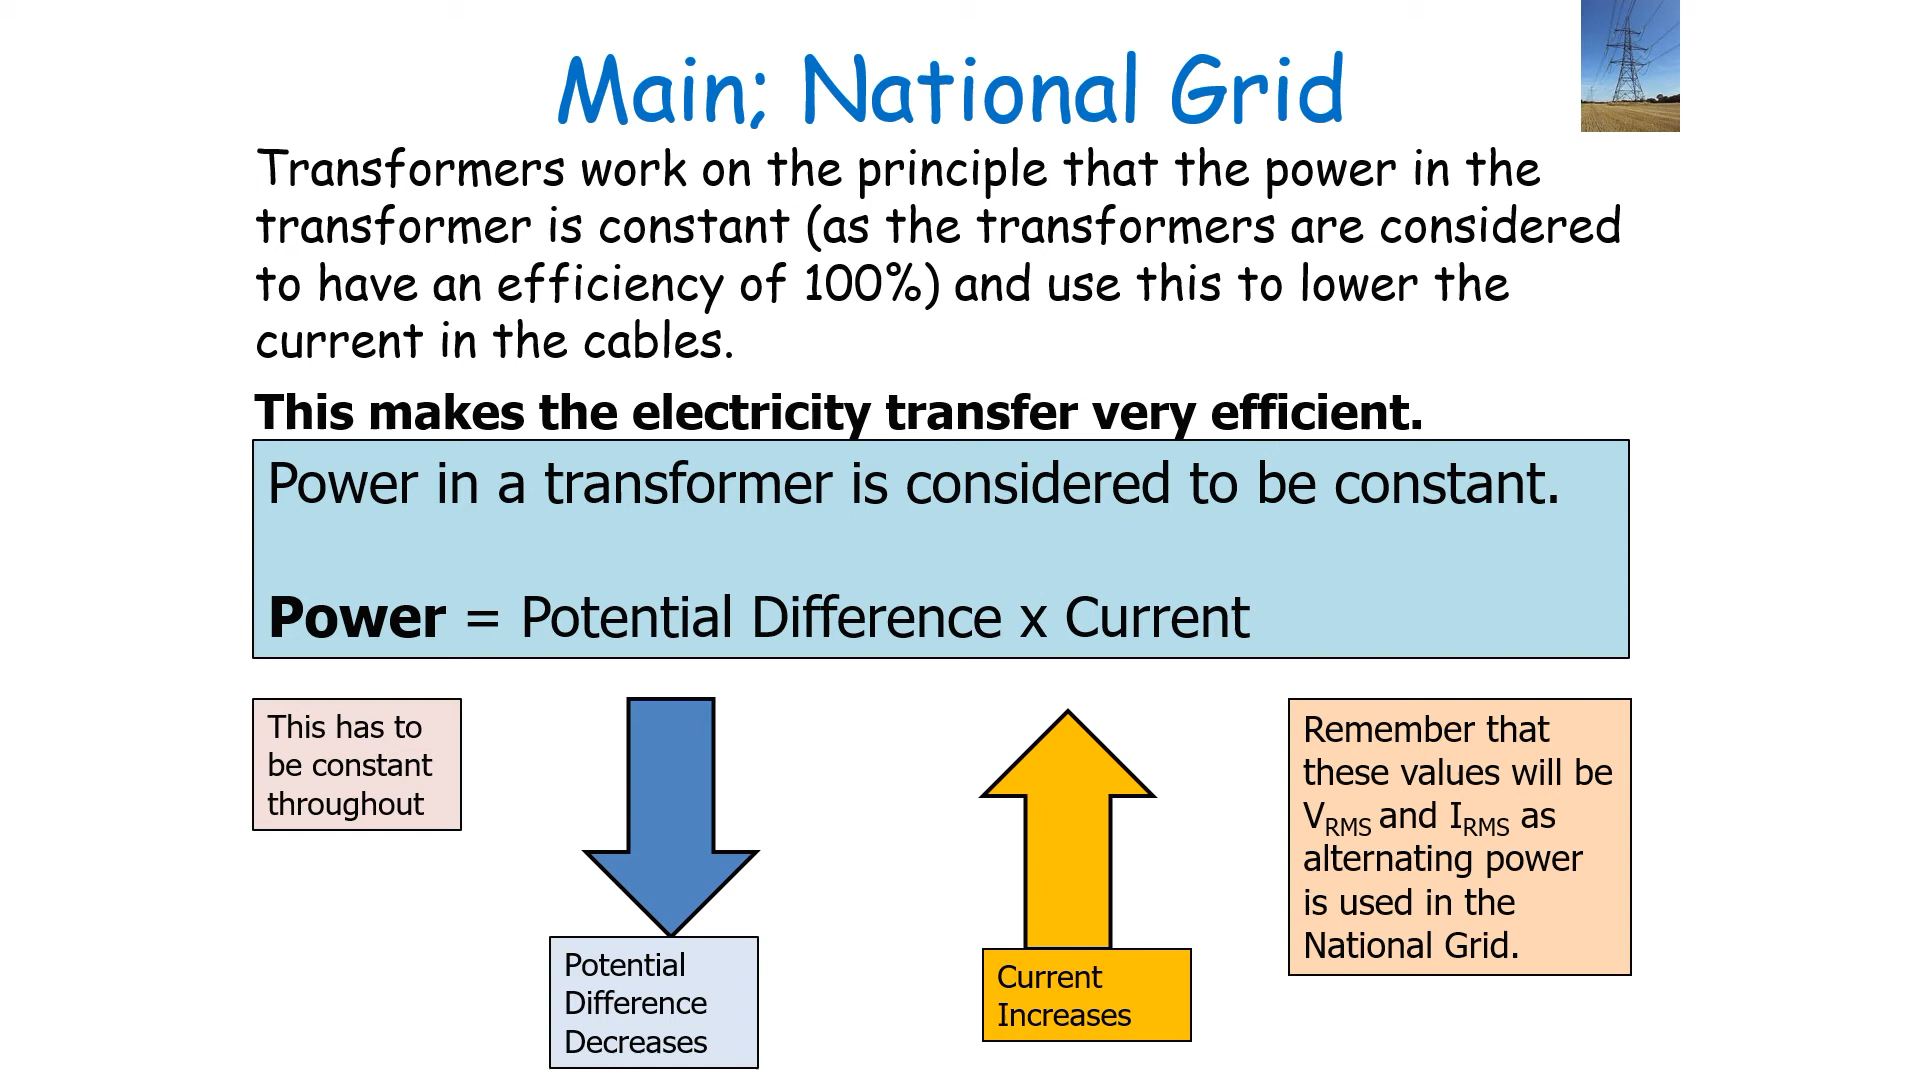 Main; National Grid
Transformers work on the principle that the power in the
transformer is constant (as the transformers are considered
to have an efficiency of 100%) and use this to lower the
current in the cables.
This makes the electricity transfer very efficient.
Power in a transformer is considered to be constant.
Power = Potential Difference x Current
This has to
be constant
throughout
Potential
Difference
Decreases
Current
Increases
Remember that
these values will be
VRMS and IRMS as
alternating power
is used in the
National Grid.